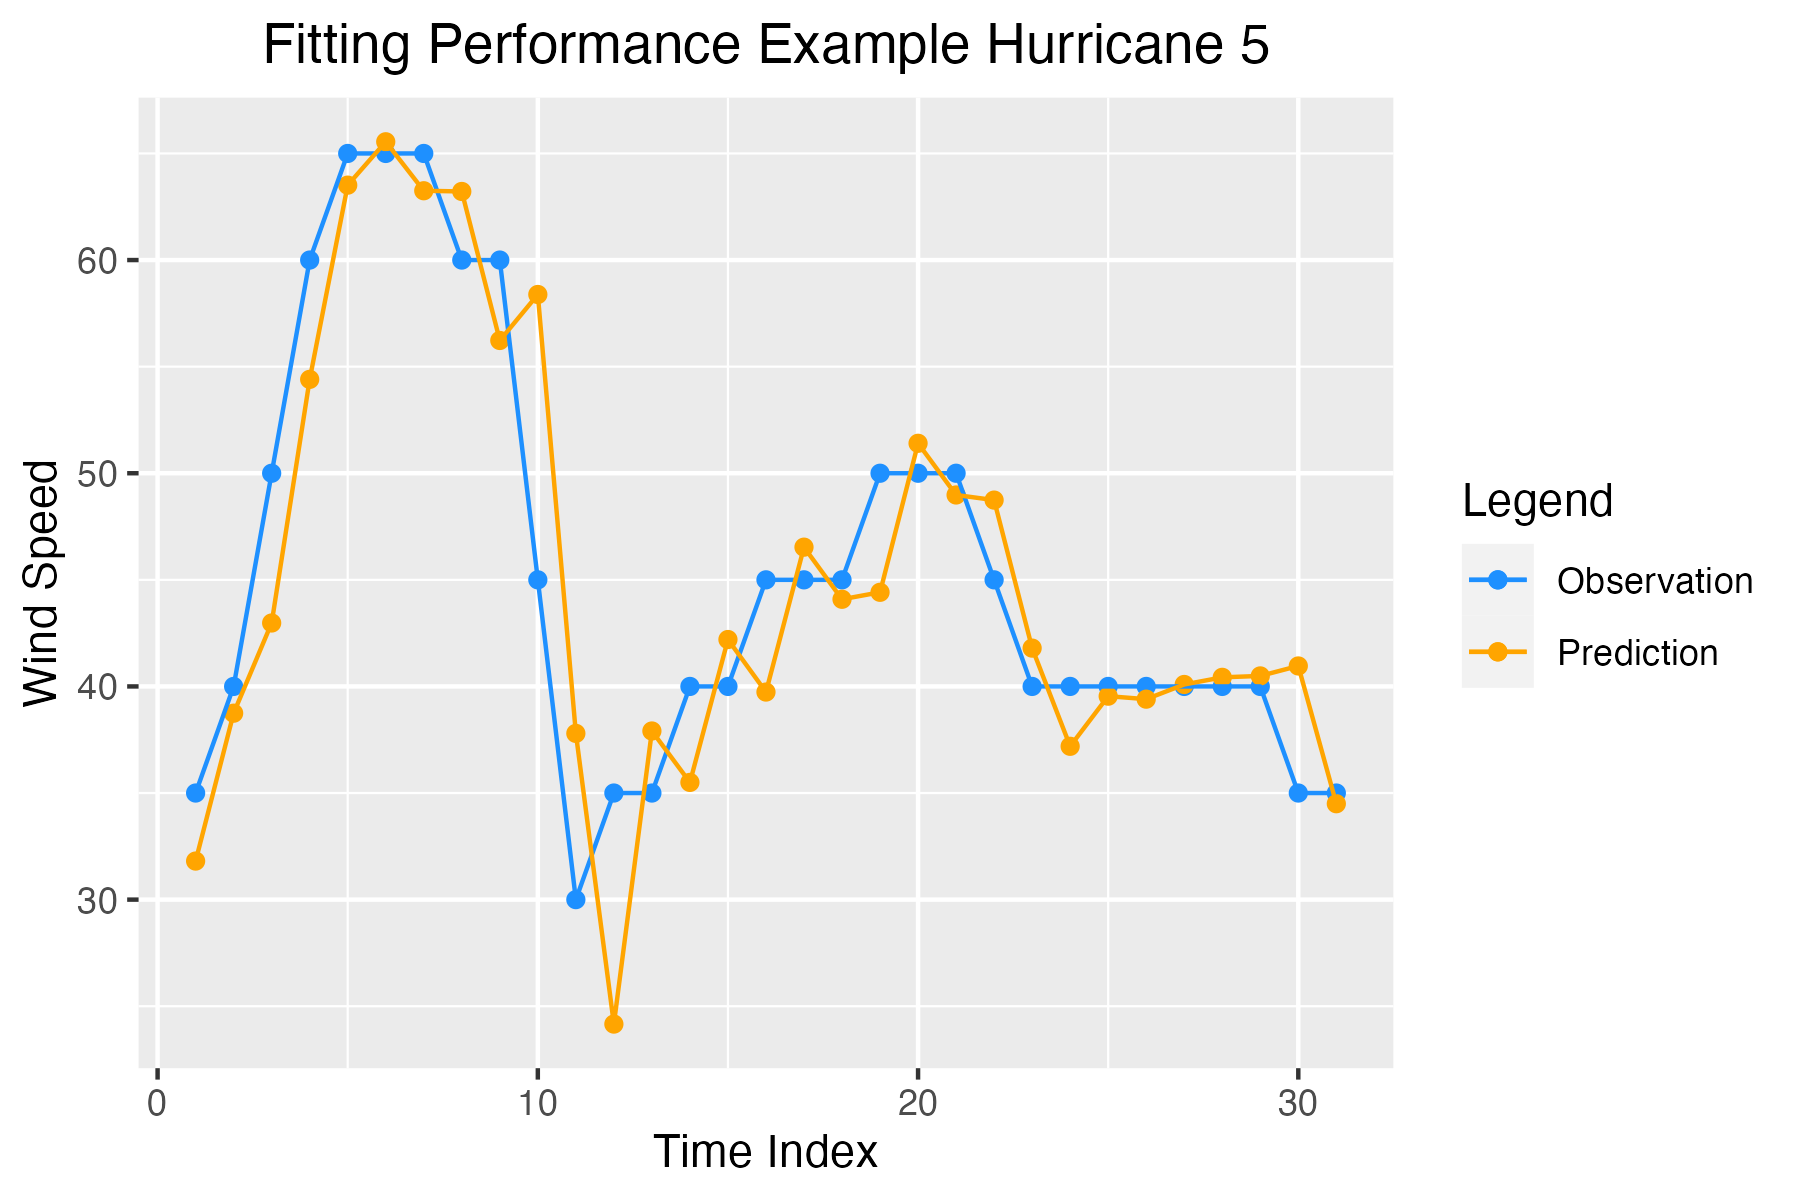 Fitting Performance Example Hurricane 5
Wind Speed
60
50
40
30
0 10 20 30
Time Index
Legend
Observation
Prediction